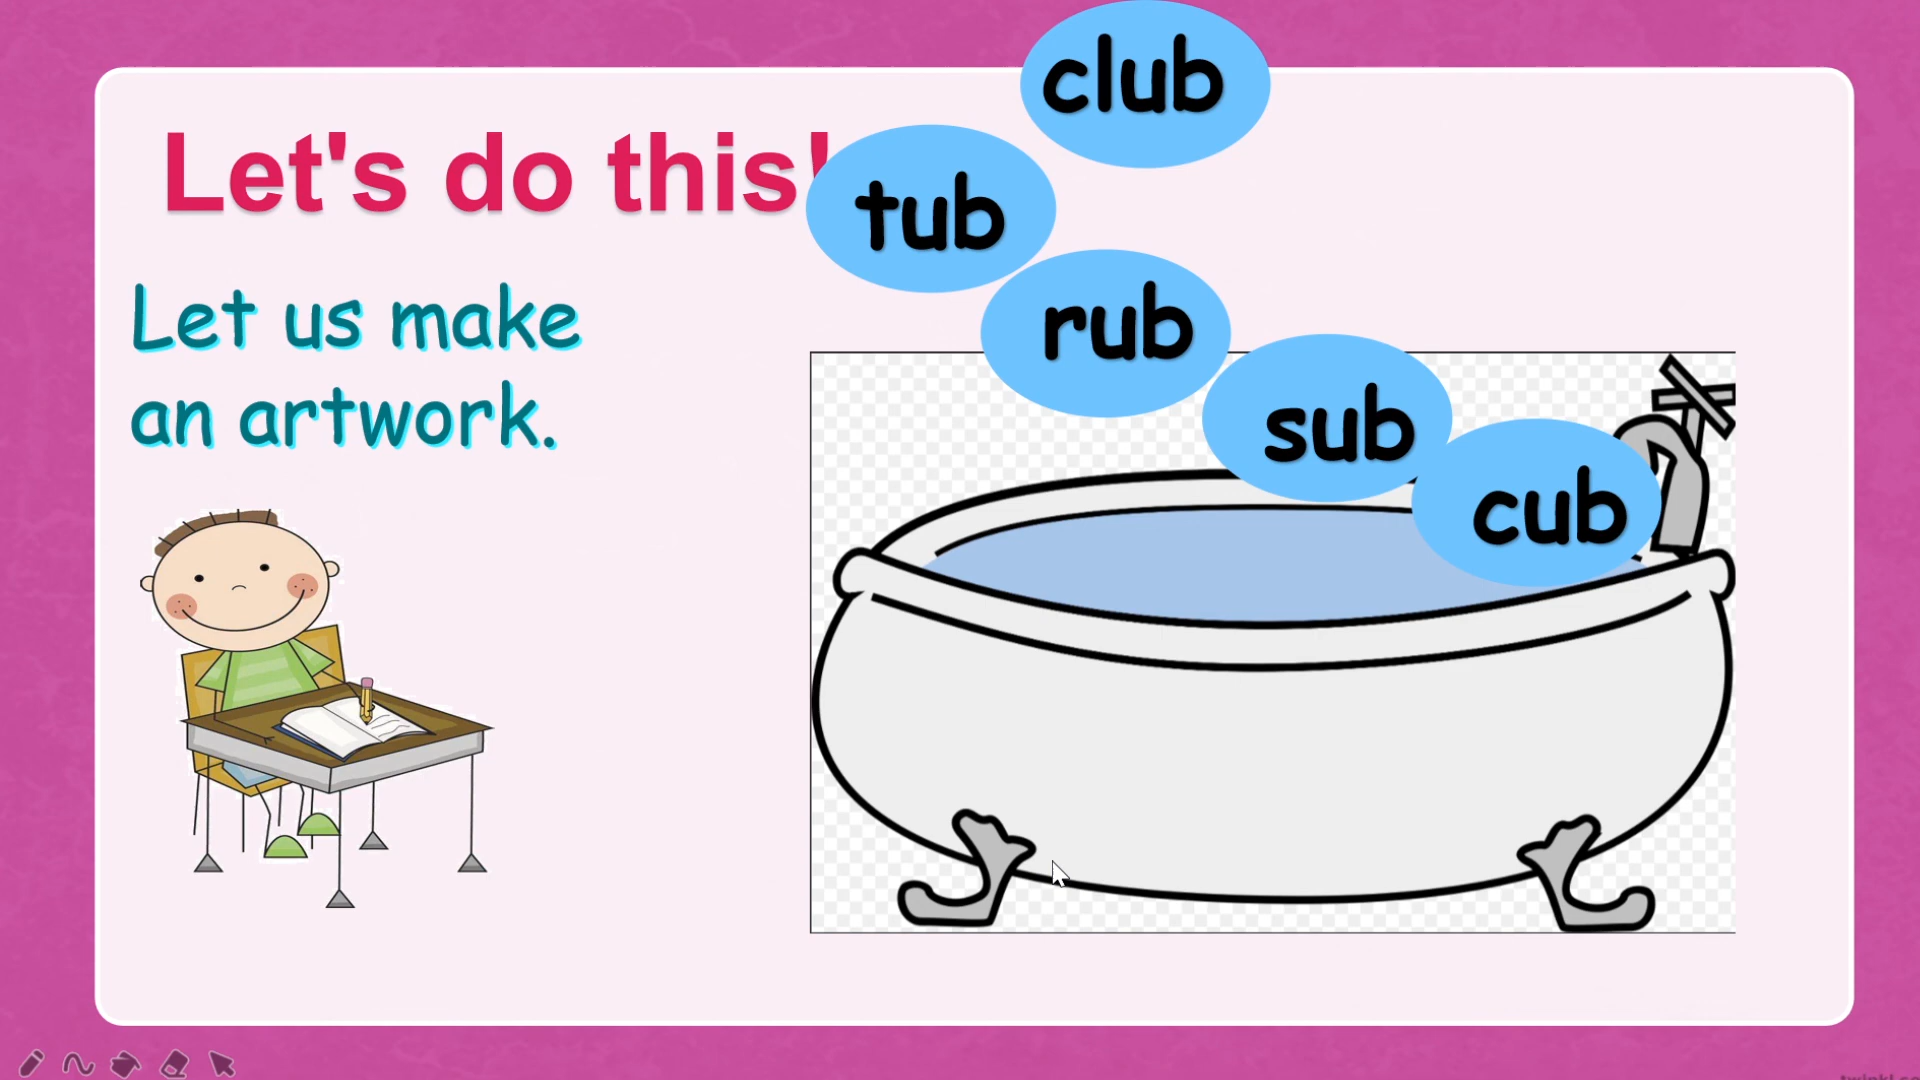 club
Let's do this!
tub
Let us make
an artwork.
rub
sub
cub